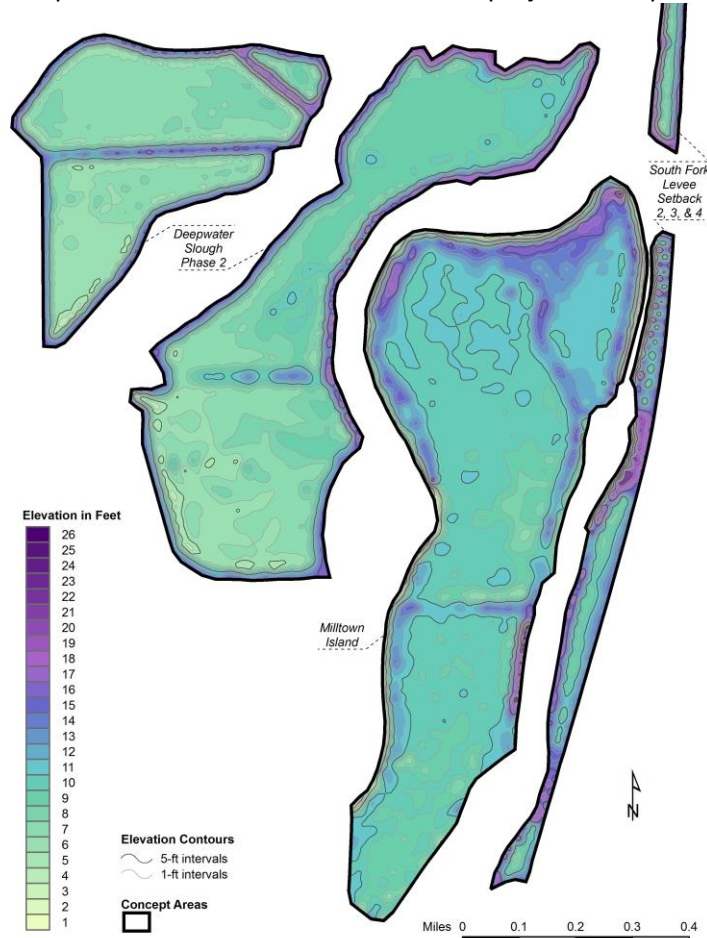 South Fork
Levee
Setback
2, 3, & 4
Deepwater
Slough
Phase 2
Milltown
Island
Elevation in Feet
26
25
24
23
22
21
20
19
18
17
16
15
14
13
12
11
10
9
8
7
6
5
4
3
2
1
Elevation Contours
5-ft intervals
1-ft intervals
Concept Areas
N
Miles 0 0.1 0.2 0.3 0.4